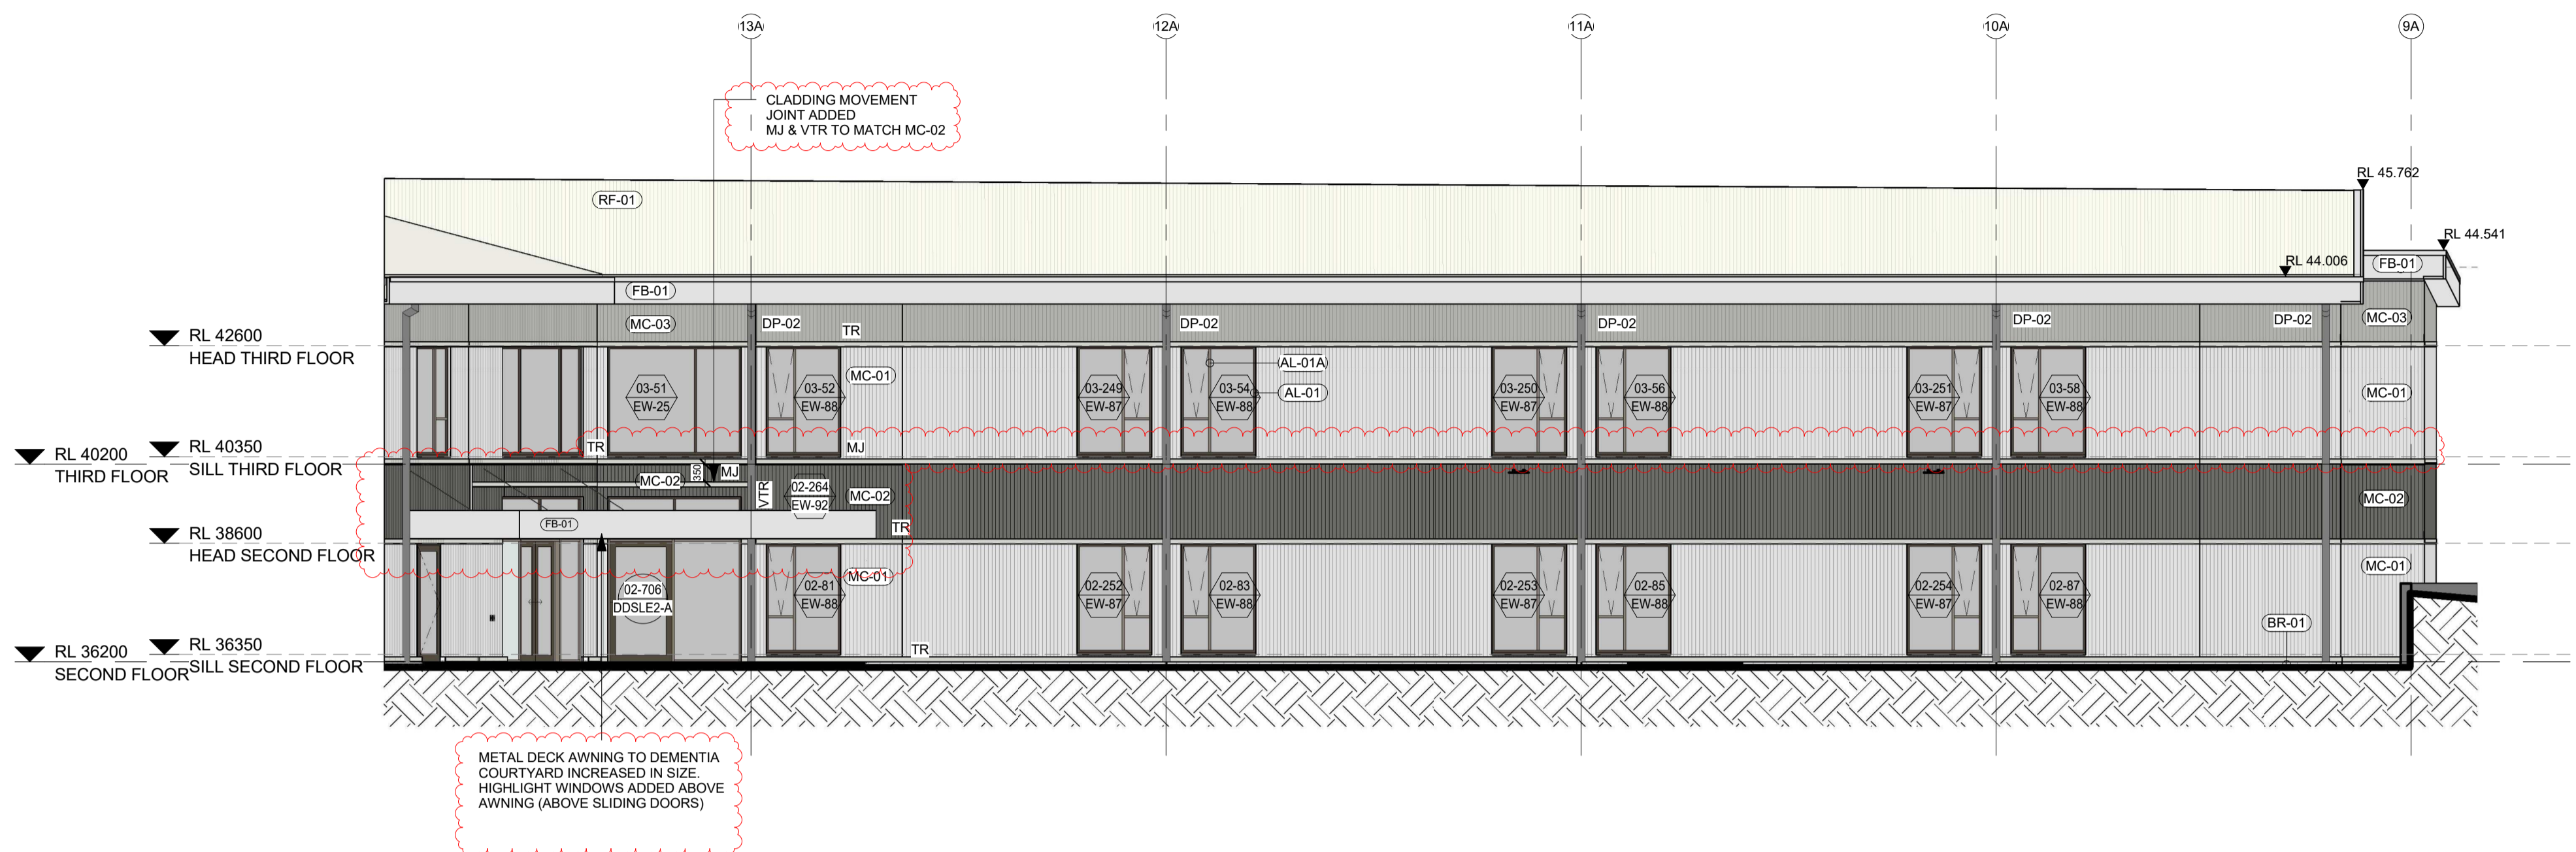 13A
12A
11A
10A
9A
CLADDING MOVEMENT
JOINT ADDED
MJ & VTR TO MATCH MC-02
RL 45.762
RF-01
RL 44.541
RL 44.006
FB-01
FB-01
MC-03
DP-02
TR
DP-02
DP-02
DP-02
DP-02
MC-03
RL 42600
HEAD THIRD FLOOR
03-51
EW-25
03-52
EW-88
MC-01
03-249
EW-87
03-54
EW-88
AL-01A
AL-01
03-250
EW-87
03-56
EW-88
03-251
EW-87
03-58
EW-88
MC-01
RL 40200
THIRD FLOOR
RL 40350
SILL THIRD FLOOR
TR
MJ
350
MJ
MC-02
VTR
02-264
EW-92
MC-02
MC-02
FB-01
TR
RL 38600
HEAD SECOND FLOOR
02-706
DDSLE2-A
02-81
EW-88
MC-01
02-252
EW-87
02-83
EW-88
02-253
EW-87
02-85
EW-88
02-254
EW-87
02-87
EW-88
MC-01
BR-01
RL 36200
SECOND FLOOR
RL 36350
SILL SECOND FLOOR
TR
METAL DECK AWNING TO DEMENTIA
COURTYARD INCREASED IN SIZE.
HIGHLIGHT WINDOWS ADDED ABOVE
AWNING (ABOVE SLIDING DOORS)